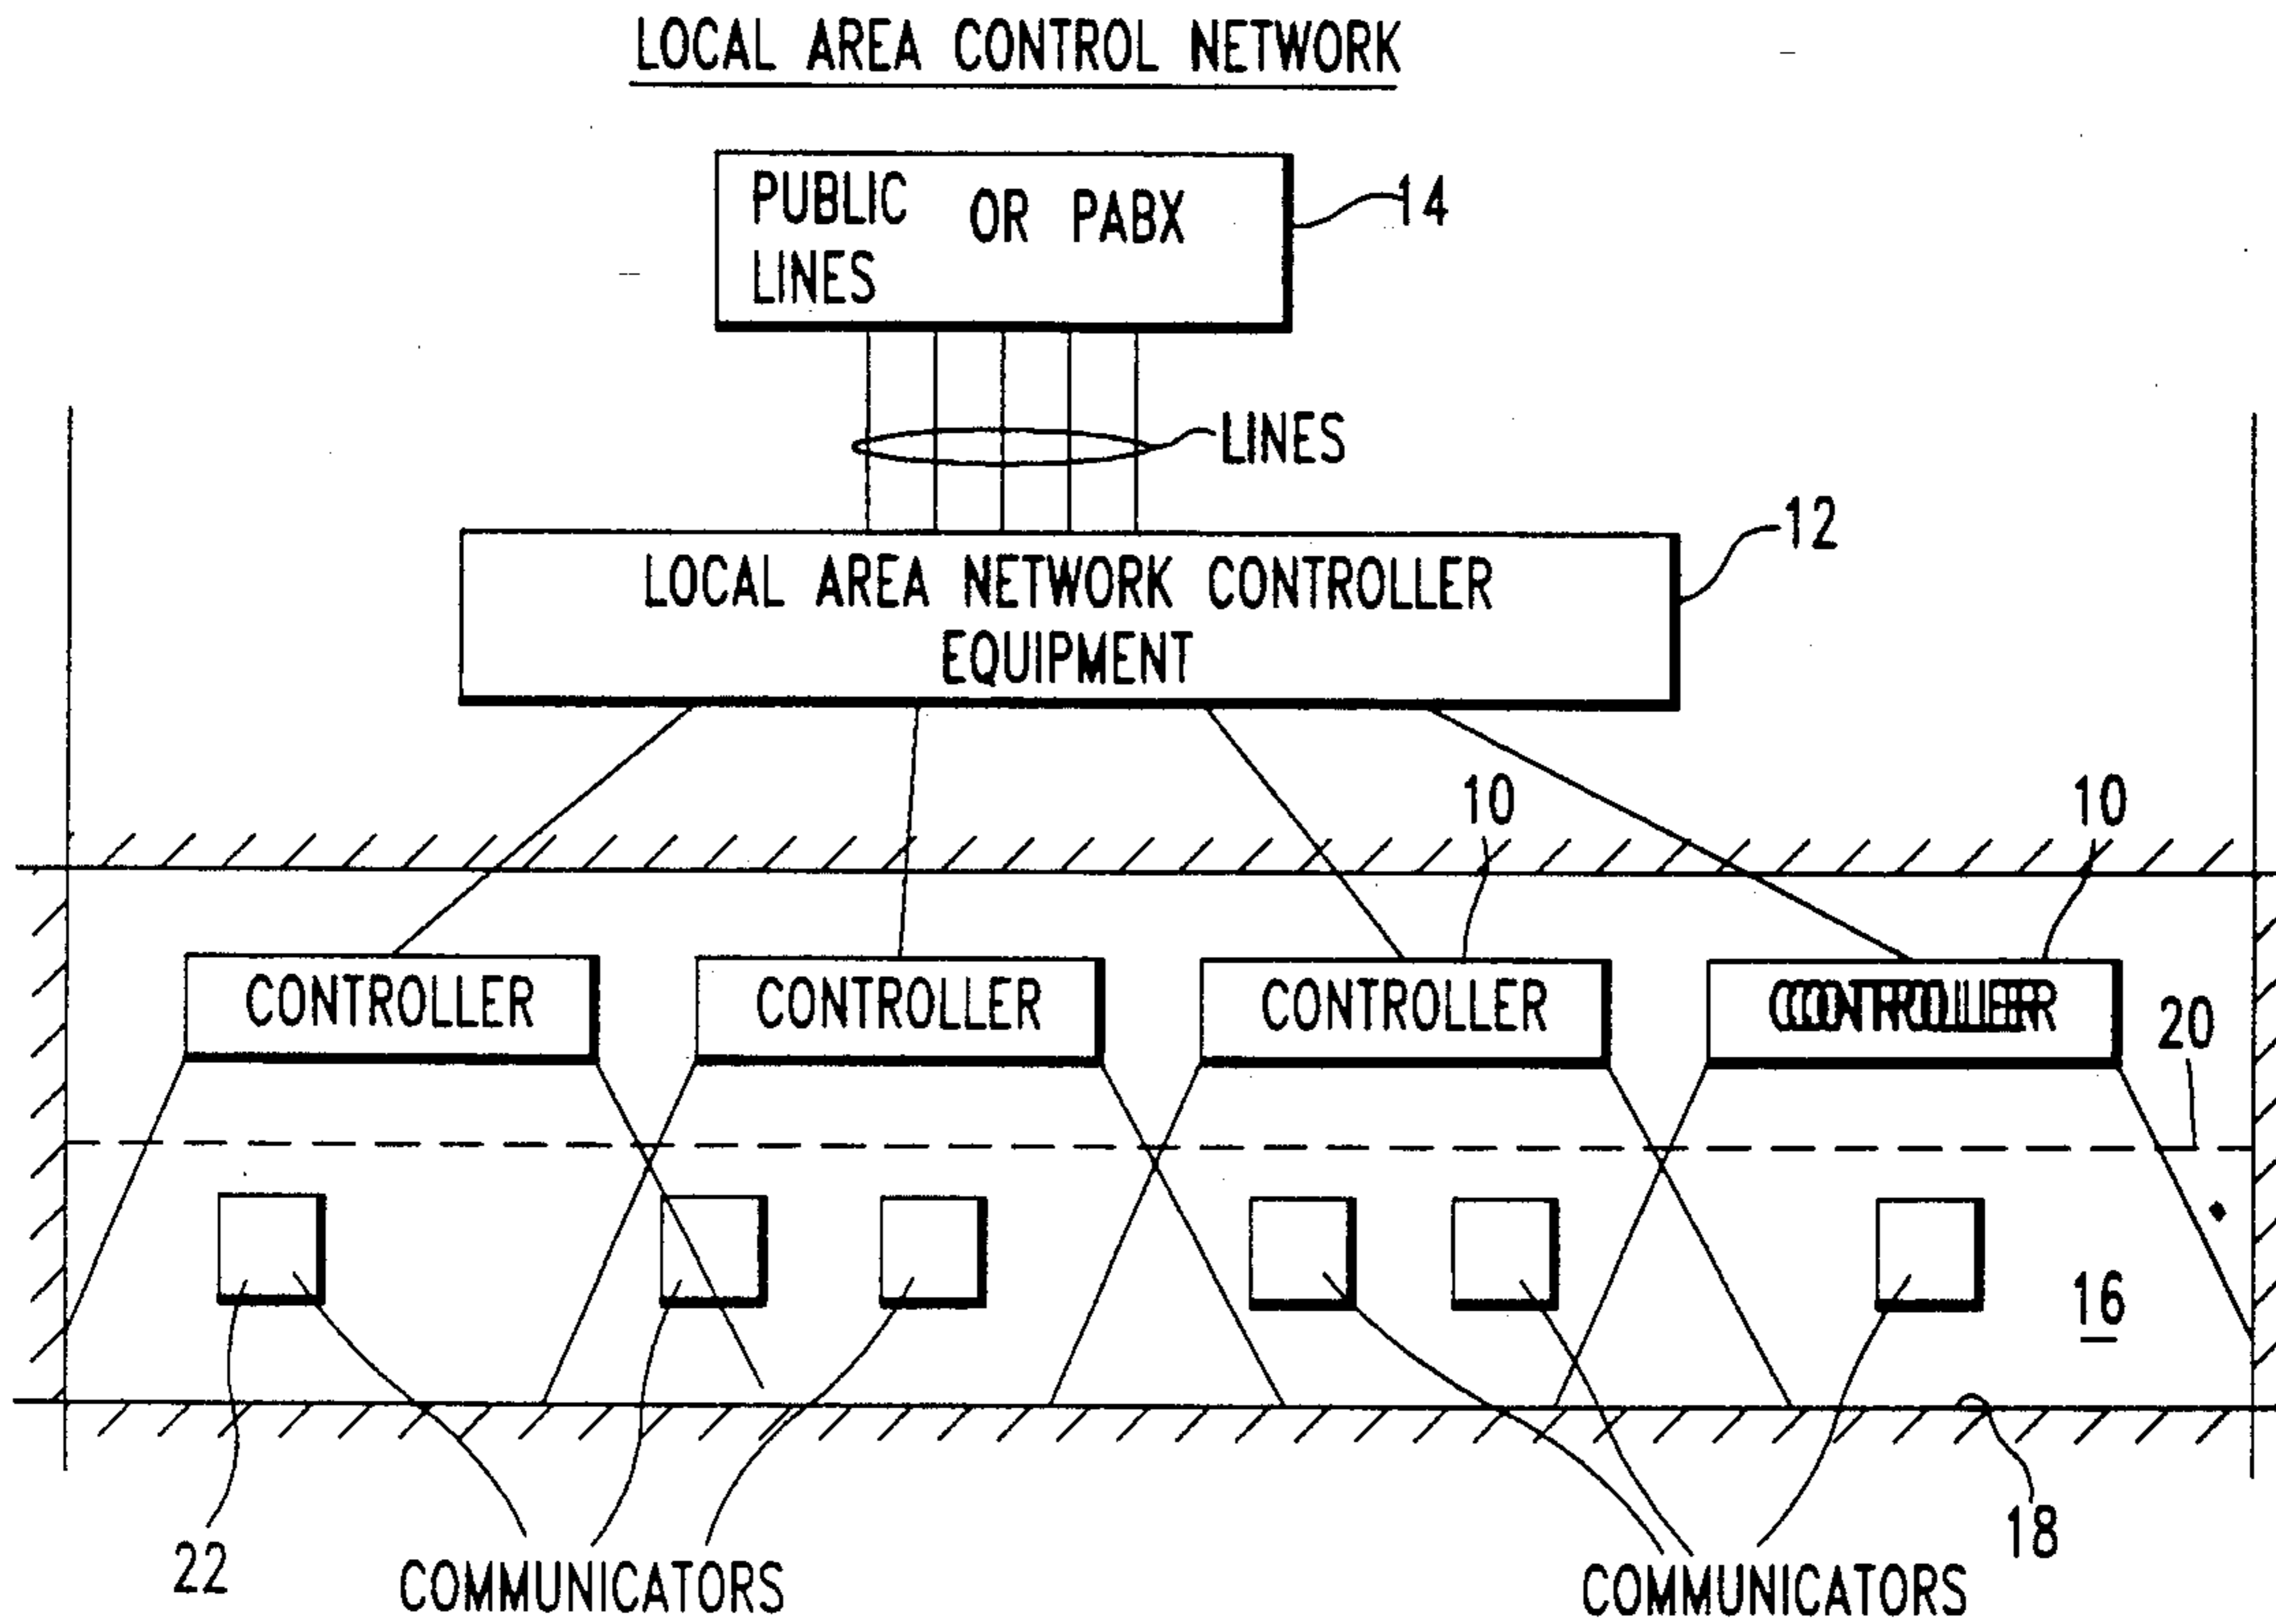 LOCAL AREA CONTROL NETWORK
PUBLIC OR PABX
LINES
14
LINES
12
LOCAL AREA NETWORK CONTROLLER
EQUIPMENT
10
10
CONTROLLER
CONTROLLER
CONTROLLER
CONTROLLER
20
16
18
22
COMMUNICATORS
COMMUNICATORS